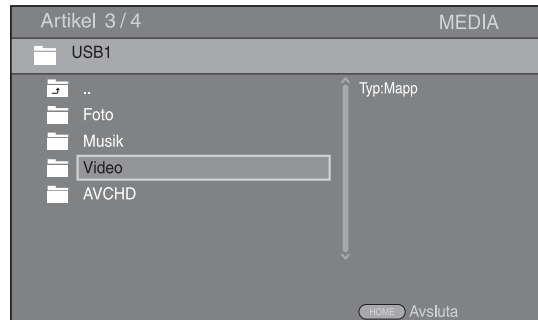 Artikel 3 / 4 MEDIA
USB1
..
Typ:Mapp
Foto
Musik
Video
AVCHD
HOME Avsluta